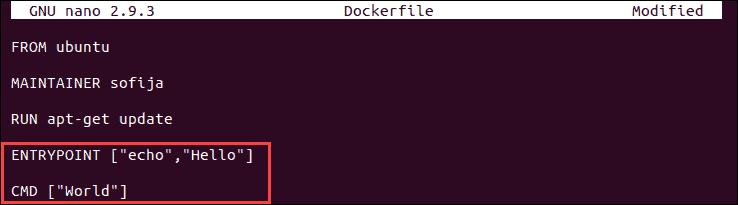 GNU nano 2.9.3 Dockerfile Modified
FROM ubuntu
MAINTAINER sofija
RUN apt-get update
ENTRYPOINT ["echo","Hello"]
CMD ["World"]